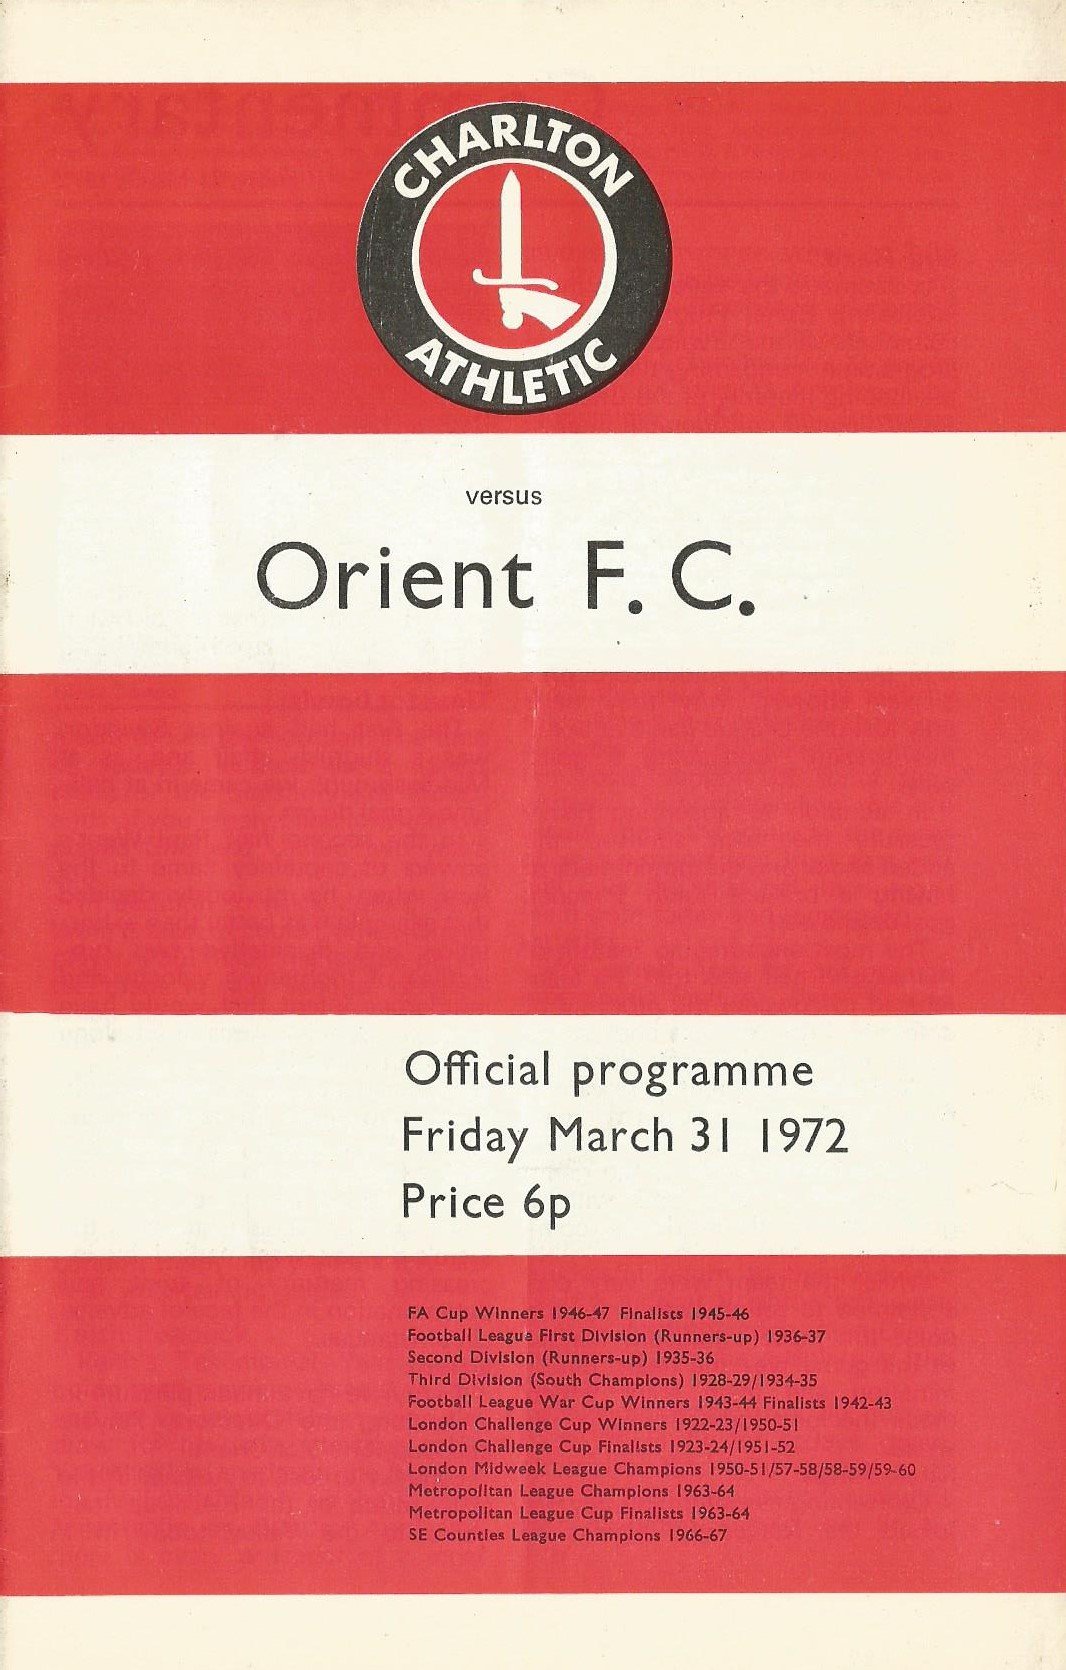 CHARLTON
ATHLETIC
versus
Orient F. C.
Official programme
Friday March 31 1972
Price 6p
FA Cup Winners 1946-47 Finalists 1945-46
Football League First Division (Runners-up) 1936-37
Second Division (Runners-up) 1935-36
Third Division (South Champions) 1928-29/1934-35
Football League War Cup Winners 1943-44 Finalists 1942-43
London Challenge Cup Winners 1922-23/1950-51
London Challenge Cup Finalists 1923-24/1951-52
London Midweek League Champions 1950-51/57-58/58-59/59-60
Metropolitan League Champions 1963-64
Metropolitan League Cup Finalists 1963-64
SE Counties League Champions 1966-67